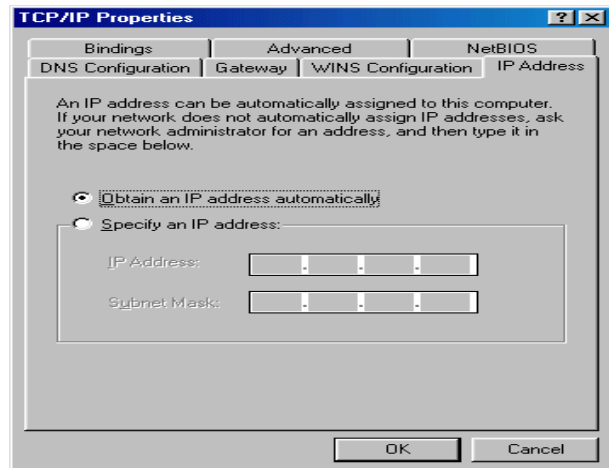 TCP/IP Properties
Bindings Advanced NetBIOS
DNS Configuration Gateway WINS Configuration IP Address
An IP address can be automatically assigned to this computer.
If your network does not automatically assign IP addresses, ask
your network administrator for an address, and then type it in
the space below.
Obtain an IP address automatically
Specify an IP address:
IP Address:
Subnet Mask:
OK Cancel